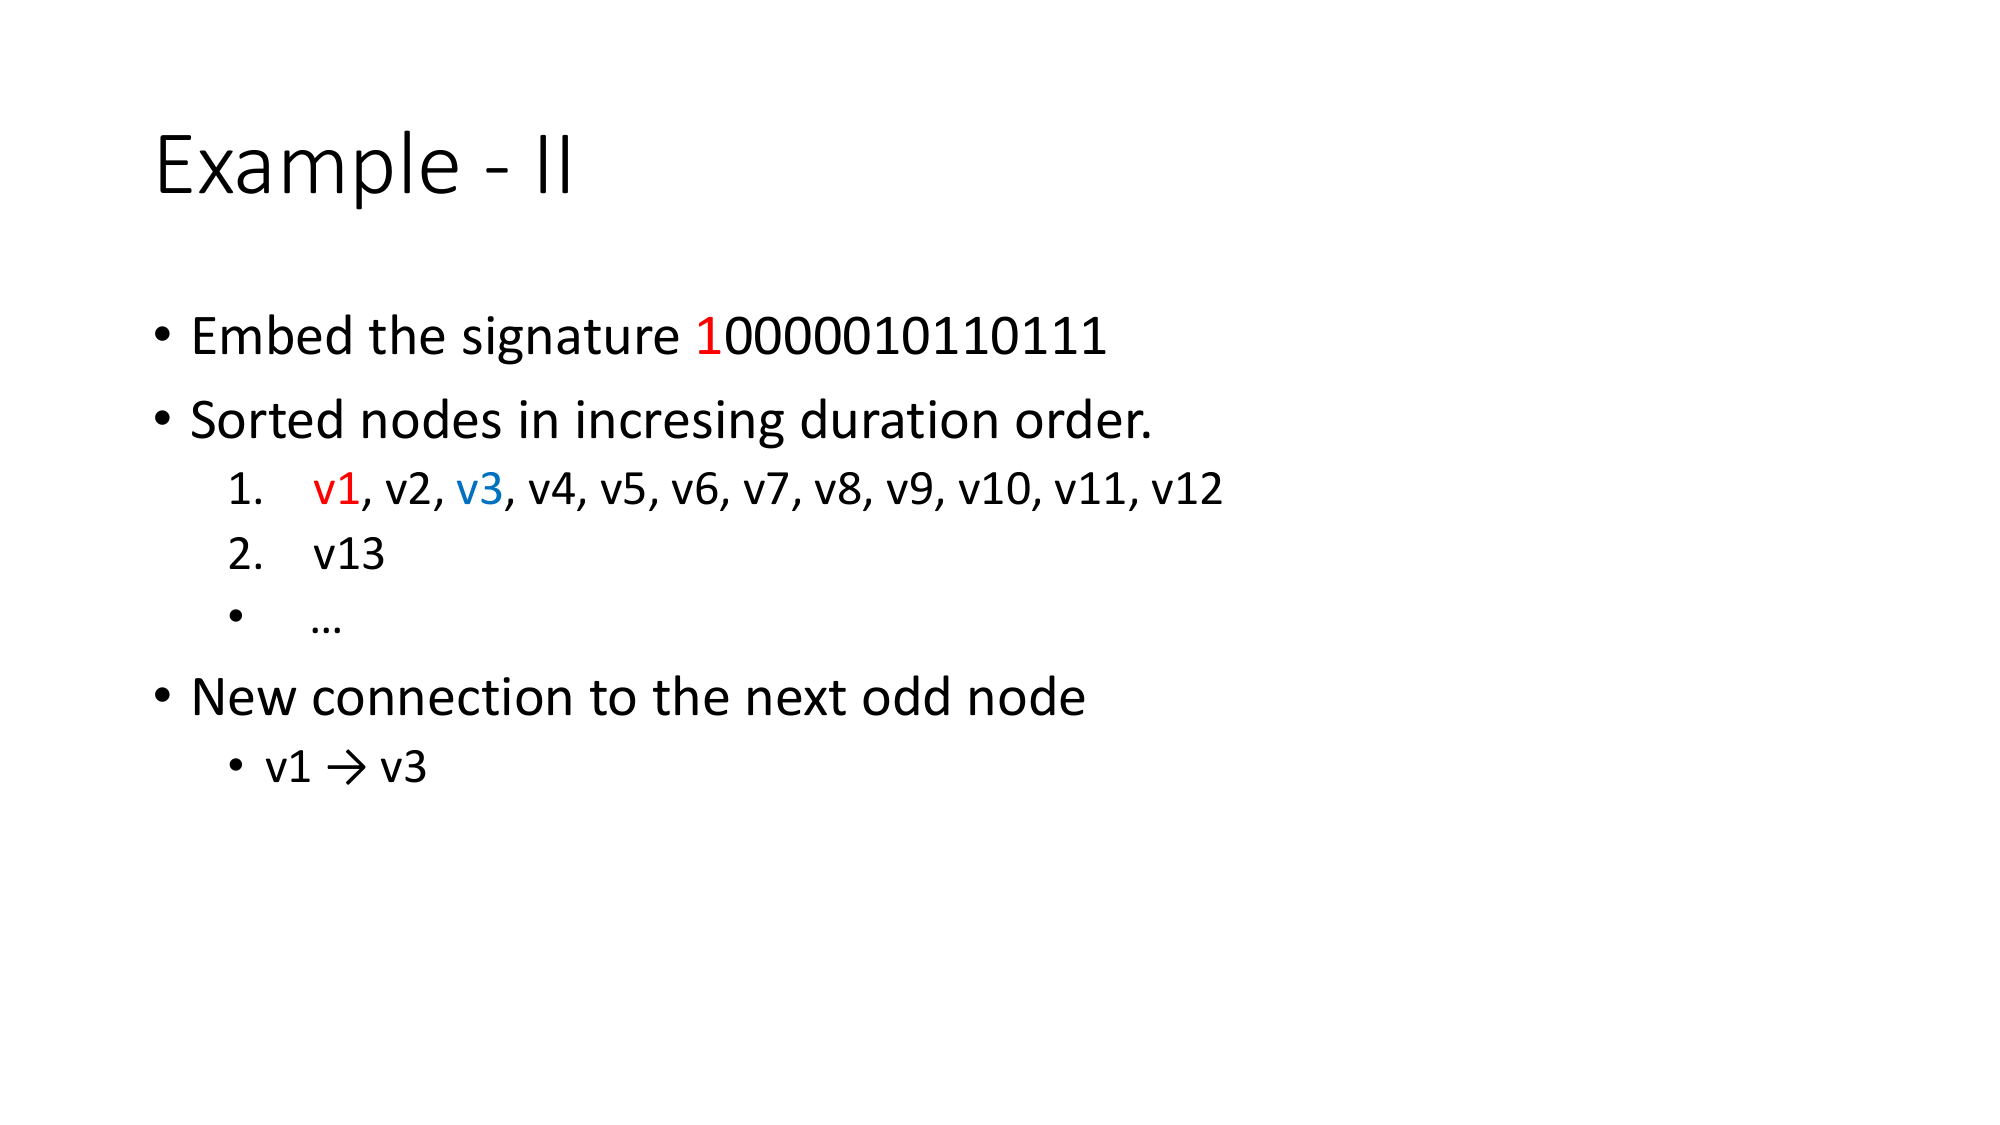 Example - II
• Embed the signature 10000010110111
• Sorted nodes in incresing duration order.
1. v1, v2, v3, v4, v5, v6, v7, v8, v9, v10, v11, v12
2. v13
• ...
• New connection to the next odd node
• v1 → v3